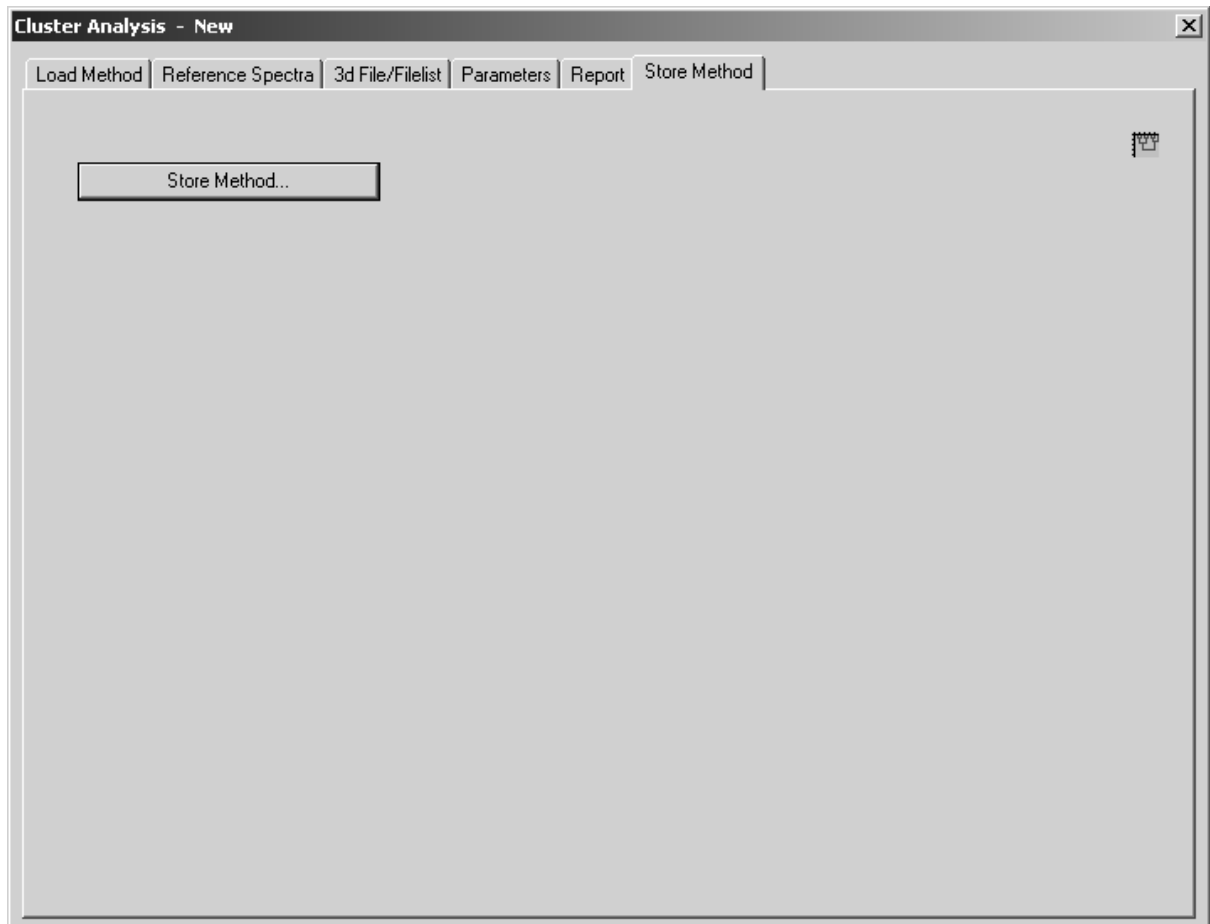 Cluster Analysis - New
Load Method Reference Spectra 3d File/Filelist Parameters Report Store Method
Store Method...